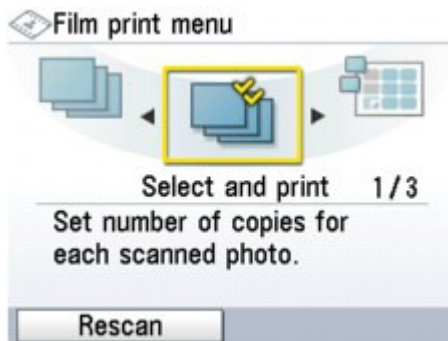 Film print menu
Select and print 1/3
Set number of copies for
each scanned photo.
Rescan